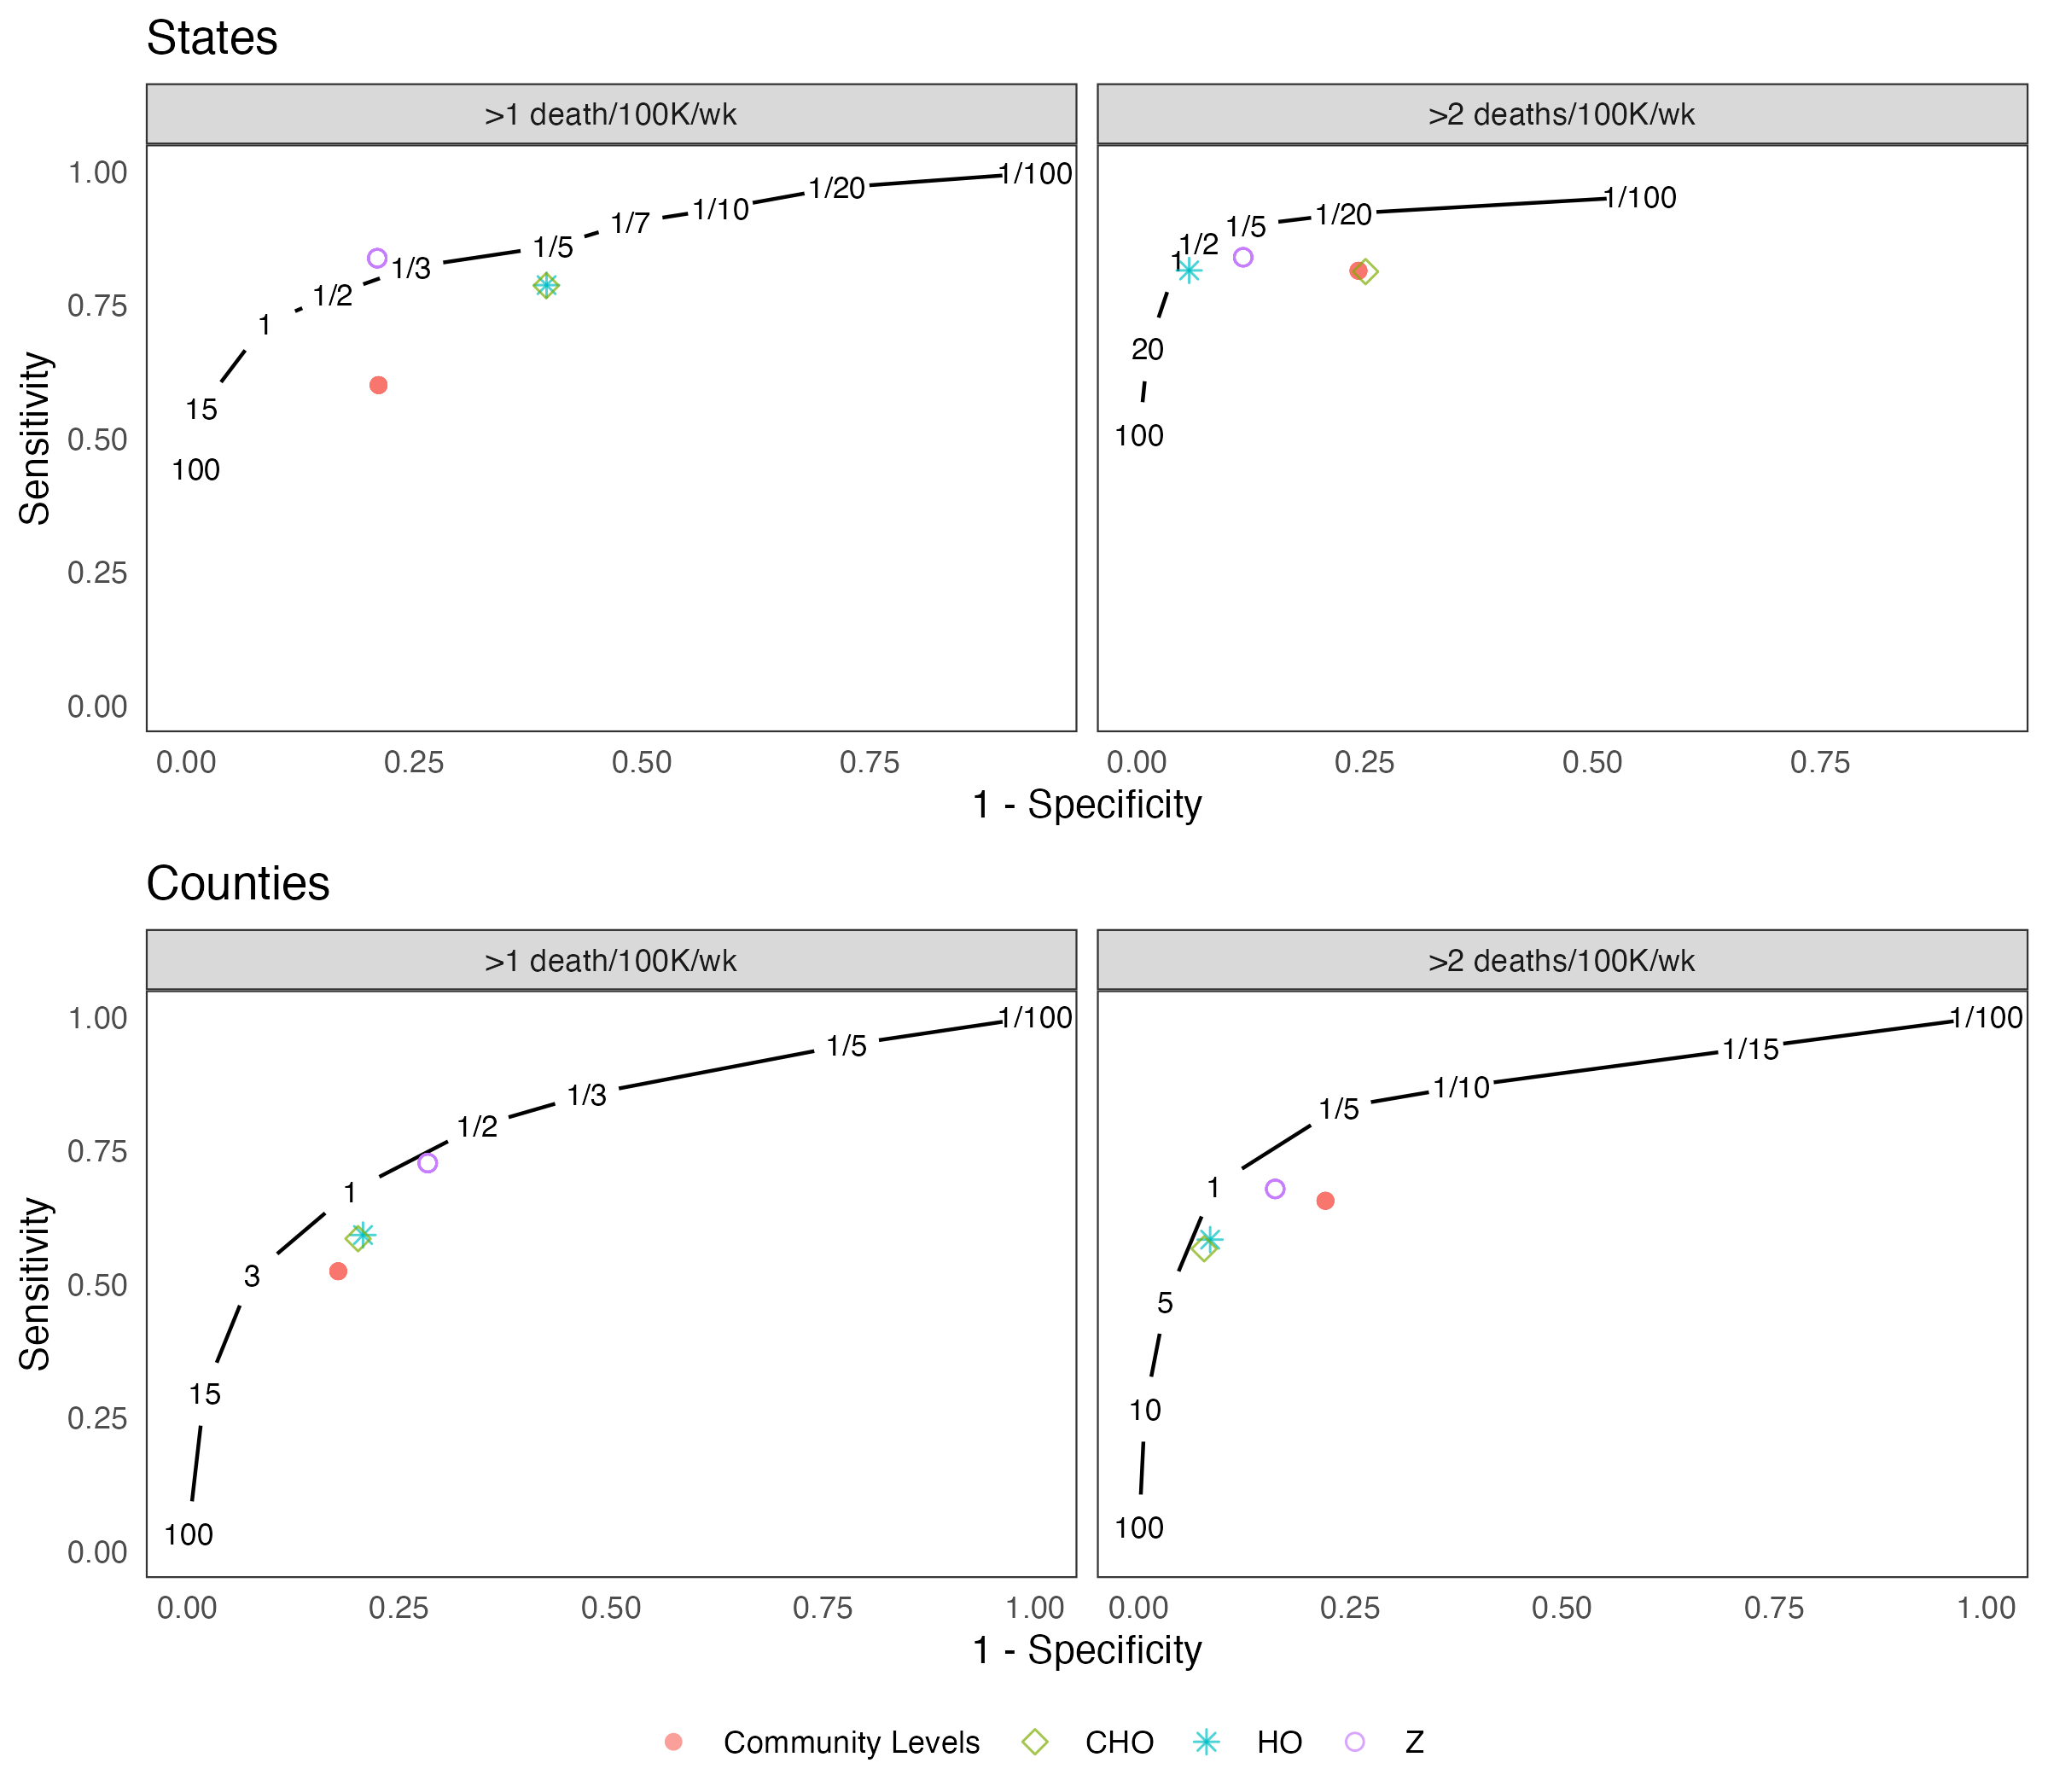 States
>1 death/100K/wk
>2 deaths/100K/wk
Sensitivity
1.00
0.75
0.50
0.25
0.00
100
15
1
1/2
1/3
1/5
1/7
1/10
1/20
1/100
100
20
1
1/2
1/5
1/20
1/100
0.00 0.25 0.50 0.75
0.00 0.25 0.50 0.75
1 - Specificity
Counties
>1 death/100K/wk
>2 deaths/100K/wk
Sensitivity
1.00
0.75
0.50
0.25
0.00
100
15
3
1
1/2
1/3
1/5
1/100
100
10
5
1
1/5
1/10
1/15
1/100
0.00 0.25 0.50 0.75 1.00
0.00 0.25 0.50 0.75 1.00
1 - Specificity
Community Levels CHO HO Z